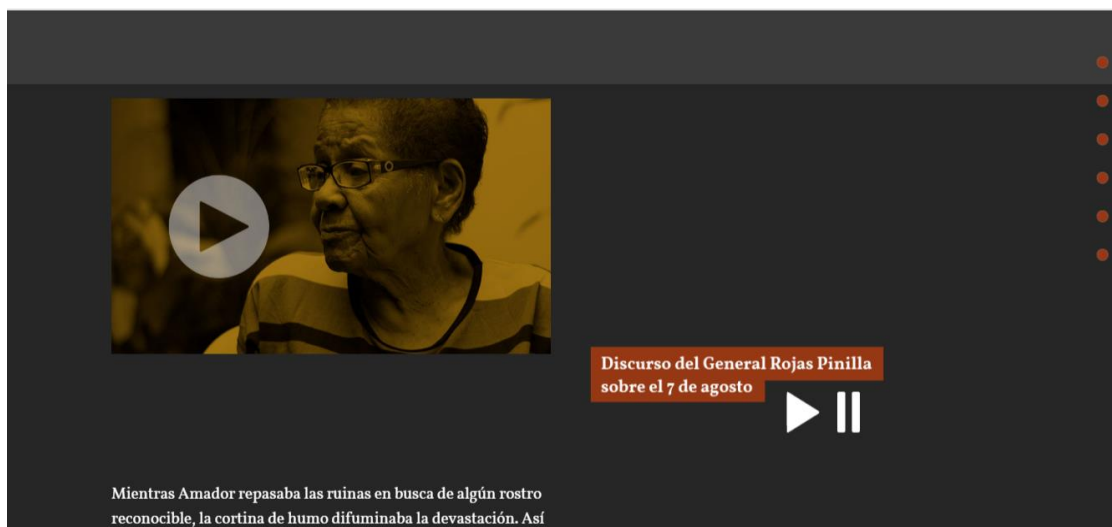 Discurso del General Rojas Pinilla
sobre el 7 de agosto
Mientras Amador repasaba las ruinas en busca de algún rostro
reconocible, la cortina de humo difuminaba la devastación. Así